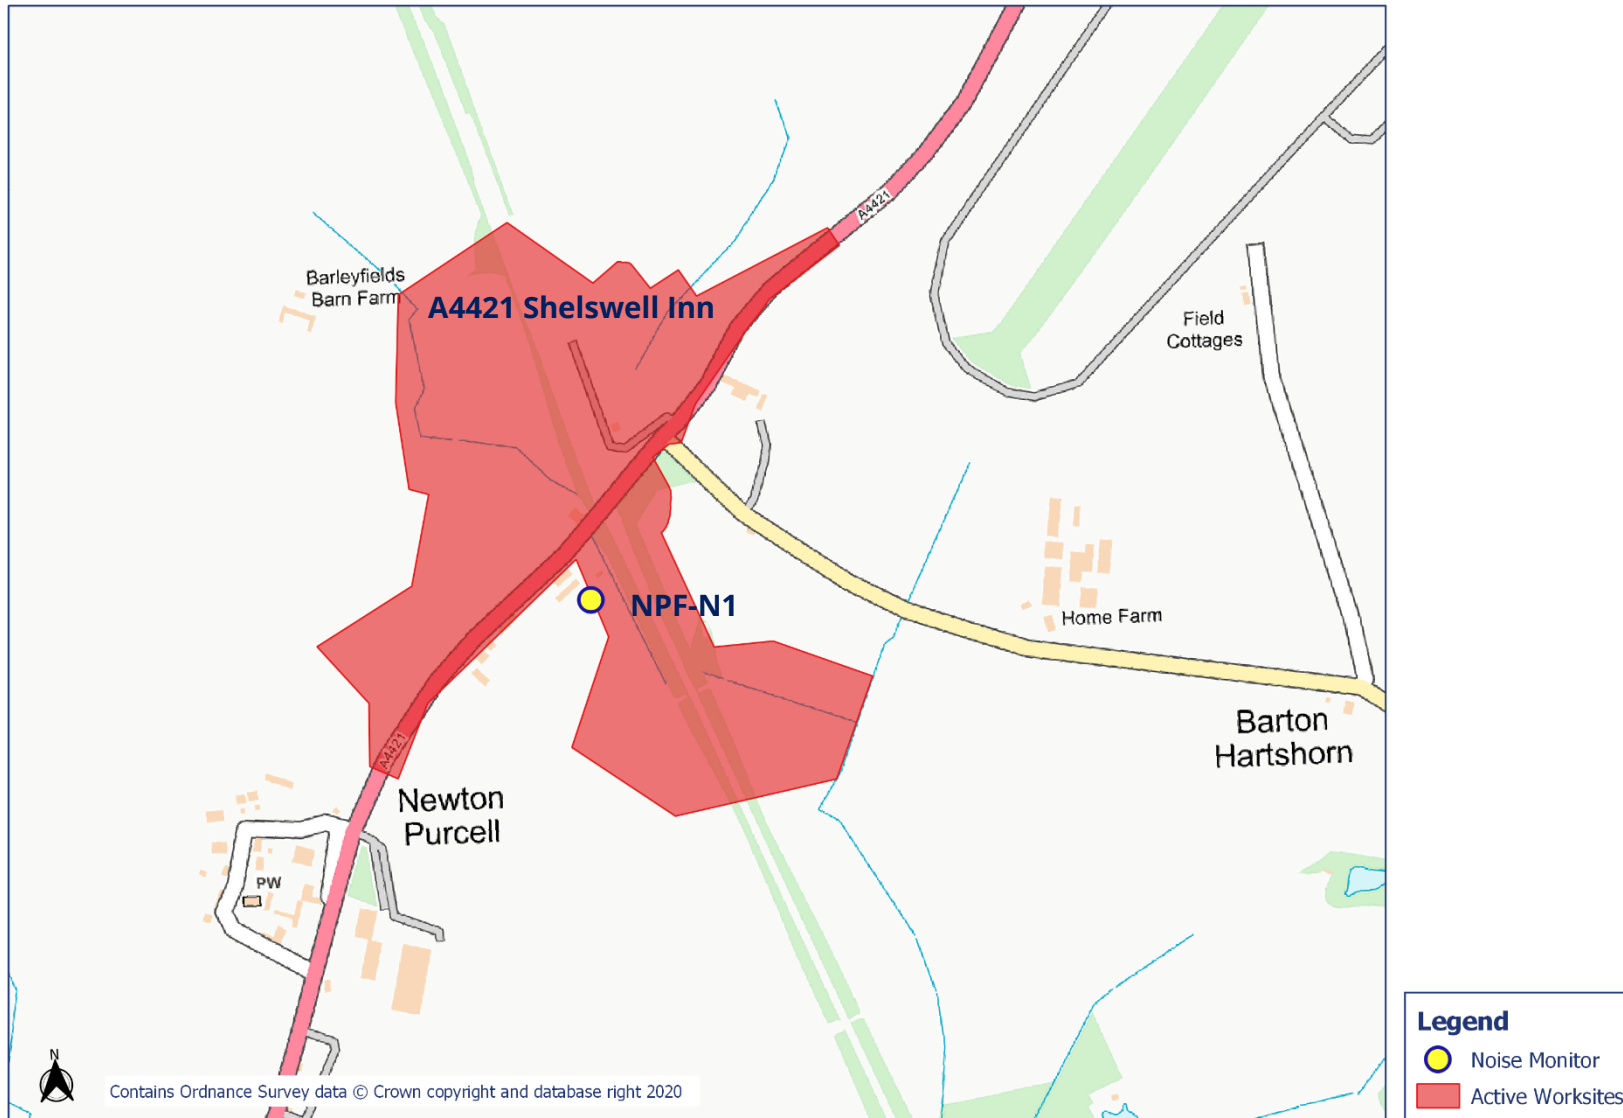 A4421
Barleyfields
Barn Farm
A4421 Shelswell Inn
Field
Cottages
NPF-N1
Home Farm
Barton
Hartshorn
A4421
Newton
Purcell
PW
N
Contains Ordnance Survey data © Crown copyright and database right 2020
Legend
Noise Monitor
Active Worksites